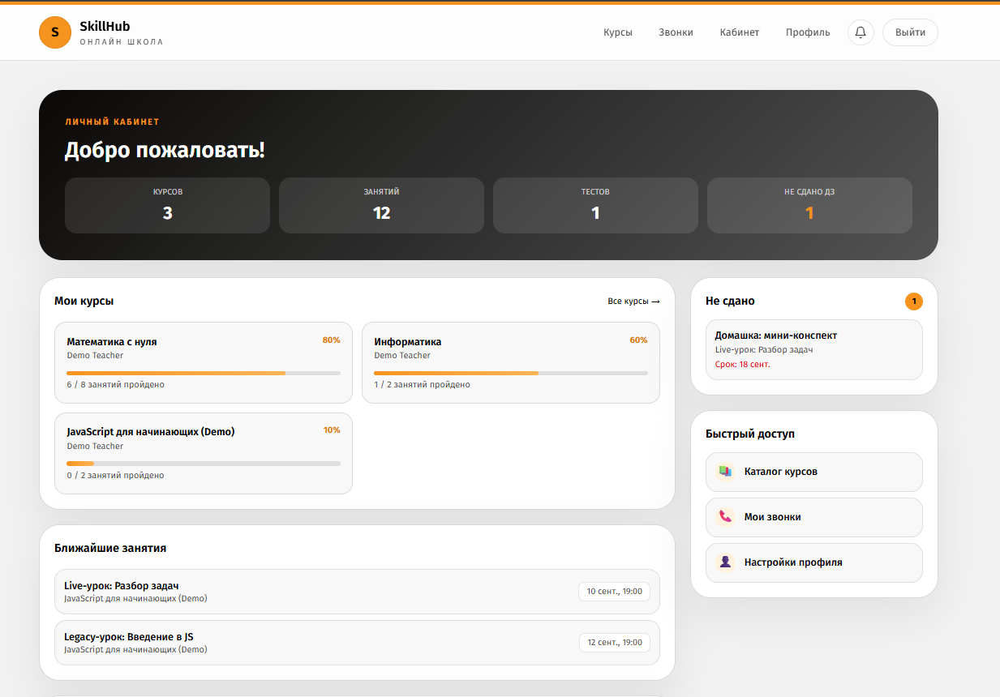 S
SkillHub
ОНЛАЙН ШКОЛА
Курсы
Звонки
Кабинет
Профиль
Выйти
ЛИЧНЫЙ КАБИНЕТ
Добро пожаловать!
КУРСОВ
3
ЗАНЯТИЙ
12
ТЕСТОВ
1
НЕ СДАНО ДЗ
1
Мои курсы
Все курсы →
Математика с нуля
80%
Demo Teacher
6 / 8 занятий пройдено
Информатика
60%
Demo Teacher
1 / 2 занятий пройдено
JavaScript для начинающих (Demo)
10%
Demo Teacher
0 / 2 занятий пройдено
Ближайшие занятия
Live-урок: Разбор задач
JavaScript для начинающих (Demo)
10 сент., 19:00
Legacy-урок: Введение в JS
JavaScript для начинающих (Demo)
12 сент., 19:00
Не сдано
1
Домашка: мини-конспект
Live-урок: Разбор задач
Срок: 18 сент.
Быстрый доступ
Каталог курсов
Мои звонки
Настройки профиля